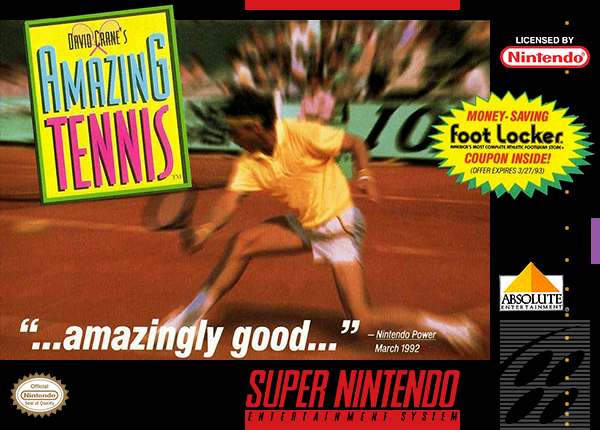 DAVID CRANE'S
AMAZING
TENNIS
TM
LICENSED BY
Nintendo®
MONEY-SAVING
Foot Locker.
AMERICA'S MOST COMPLETE ATHLETIC FOOTWEAR STORE
COUPON INSIDE!
(OFFER EXPIRES 3/27/93)
10
ABSOLUTE
ENTERTAINMENT
"...amazingly good..."
– Nintendo Power
March 1992
Official
Nintendo
Seal of Quality
SUPER NINTENDO
ENTERTAINMENT SYSTEM